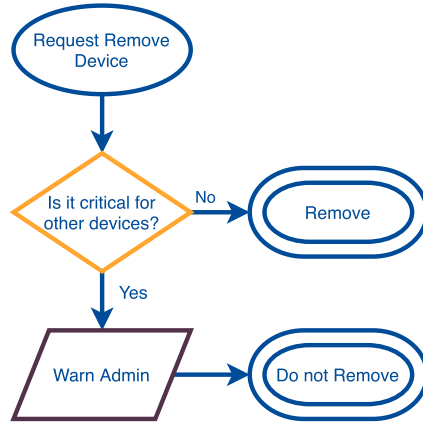 Request Remove
Device
Is it critical for
other devices?
No
Remove
Yes
Warn Admin
Do not Remove